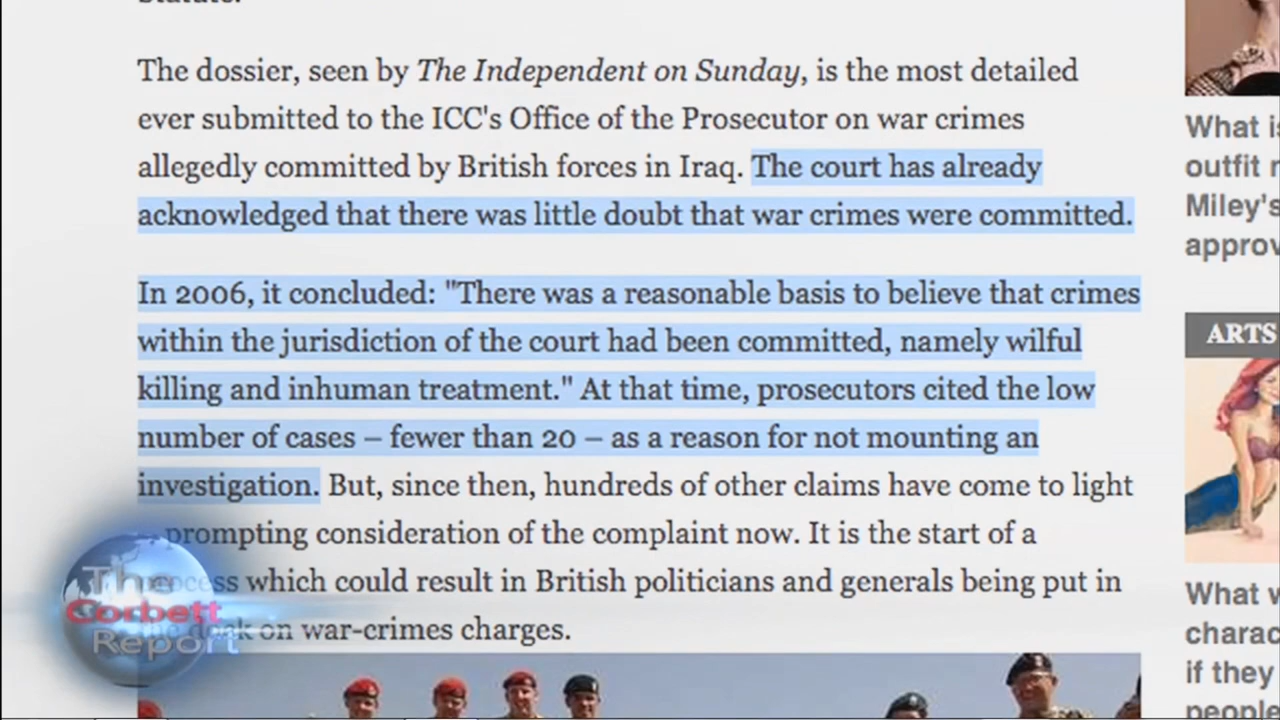 The dossier, seen by The Independent on Sunday, is the most detailed
ever submitted to the ICC's Office of the Prosecutor on war crimes
allegedly committed by British forces in Iraq. The court has already
acknowledged that there was little doubt that war crimes were committed.
In 2006, it concluded: "There was a reasonable basis to believe that crimes
within the jurisdiction of the court had been committed, namely wilful
killing and inhuman treatment." At that time, prosecutors cited the low
number of cases – fewer than 20 – as a reason for not mounting an
investigation. But, since then, hundreds of other claims have come to light
prompting consideration of the complaint now. It is the start of a
process which could result in British politicians and generals being put in
the dock on war-crimes charges.
The
Corbett
Report
What is
outfit
Miley's
approv
ARTS
What w
charac
if they
people